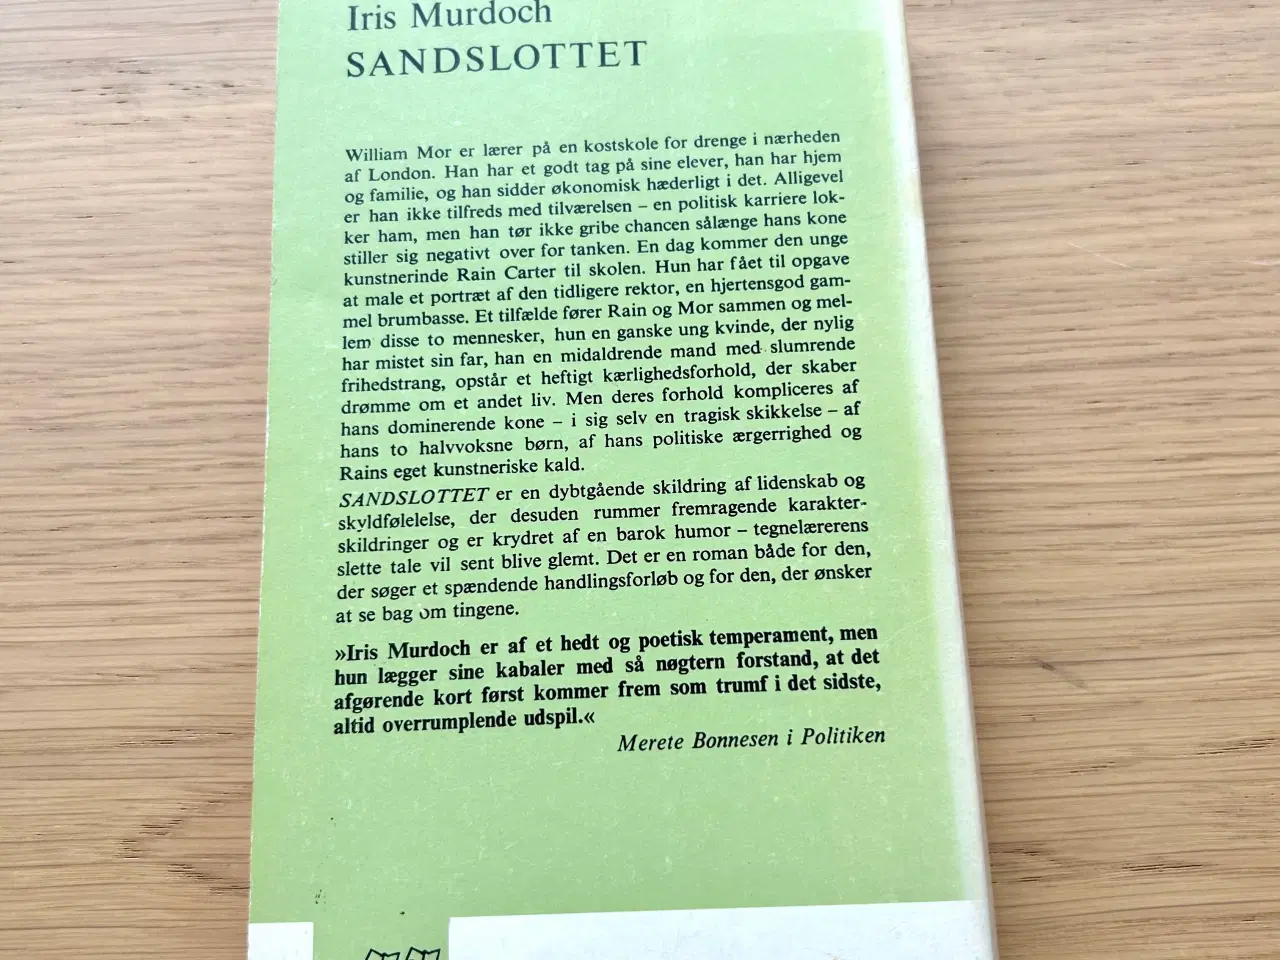 Iris Murdoch
SANDSLOTTET
William Mor er lærer på en kostskole for drenge i nærheden
af London. Han har et godt tag på sine elever, han har hjem
og familie, og han sidder økonomisk hæderligt i det. Alligevel
er han ikke tilfreds med tilværelsen – en politisk karriere lok-
ker ham, men han tør ikke gribe chancen sålænge hans kone
stiller sig negativt over for tanken. En dag kommer den unge
kunstnerinde Rain Carter til skolen. Hun har fået til opgave
at male et portræt af den tidligere rektor, en hjertensgod gam-
mel brumbasse. Et tilfælde fører Rain og Mor sammen og mel-
lem disse to mennesker, hun en ganske ung kvinde, der nylig
har mistet sin far, han en midaldrende mand med slumrende
frihedstrang, opstår et heftigt kærlighedsforhold, der skaber
drømme om et andet liv. Men deres forhold kompliceres af
hans dominerende kone – i sig selv en tragisk skikkelse – af
hans to halvvoksne børn, af hans politiske ærgerrighed og
Rains eget kunstneriske kald.
SANDSLOTTET er en dybtgående skildring af lidenskab og
skyldfølelelse, der desuden rummer fremragende karakter-
skildringer og er krydret af en barok humor – tegnelærerens
slette tale vil sent blive glemt. Det er en roman både for den,
der søger et spændende handlingsforløb og for den, der ønsker
at se bag om tingene.
»Iris Murdoch er af et hedt og poetisk temperament, men
hun lægger sine kabaler med så nøgtern forstand, at det
afgørende kort først kommer frem som trumf i det sidste,
altid overrumplende udspil.«
Merete Bonnesen i Politiken